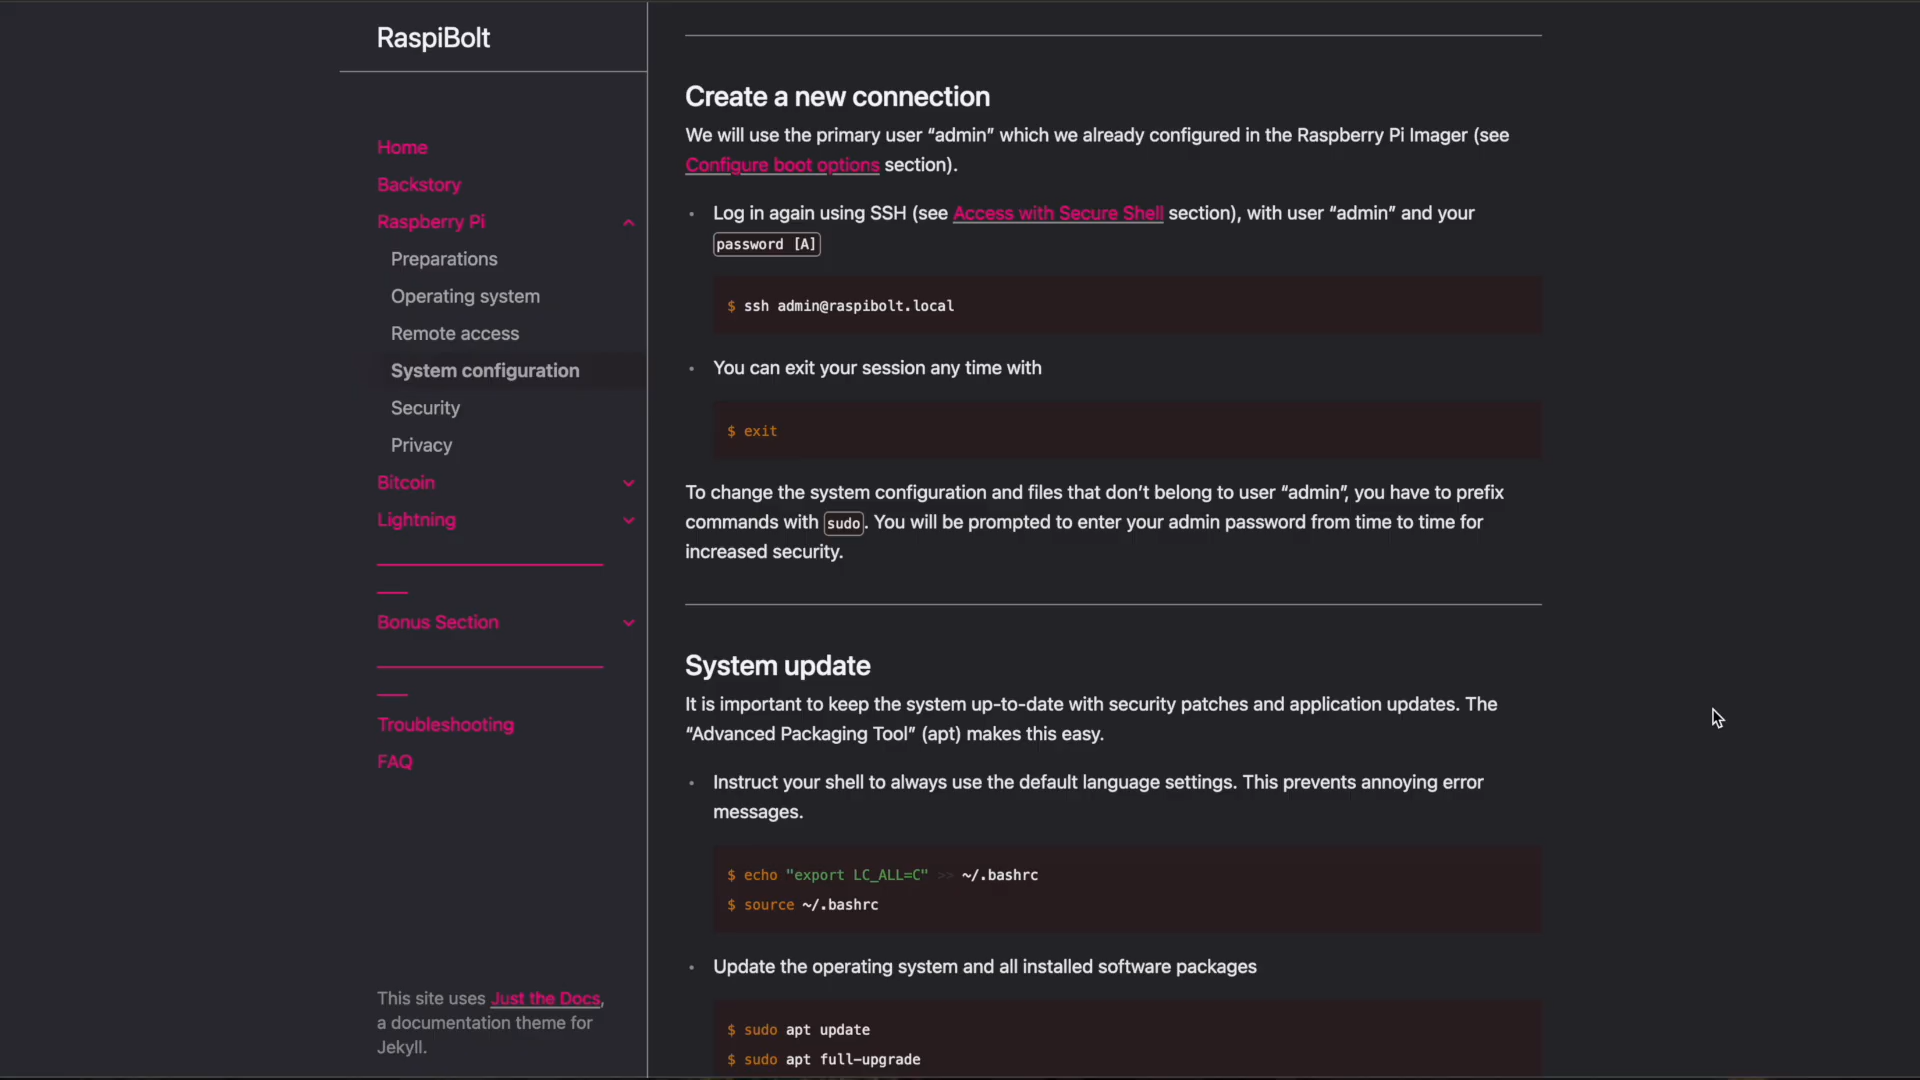 RaspiBolt
Home
Backstory
Raspberry Pi
Preparations
Operating system
Remote access
System configuration
Security
Privacy
Bitcoin
Lightning
Bonus Section
Troubleshooting
FAQ
This site uses Just the Docs,
a documentation theme for
Jekyll.
Create a new connection
We will use the primary user “admin” which we already configured in the Raspberry Pi Imager (see
Configure boot options section).
Log in again using SSH (see Access with Secure Shell section), with user “admin” and your
password [A]
$ ssh admin@raspibolt.local
You can exit your session any time with
$ exit
To change the system configuration and files that don’t belong to user “admin”, you have to prefix
commands with sudo. You will be prompted to enter your admin password from time to time for
increased security.
System update
It is important to keep the system up-to-date with security patches and application updates. The
“Advanced Packaging Tool” (apt) makes this easy.
Instruct your shell to always use the default language settings. This prevents annoying error
messages.
$ echo "export LC_ALL=C" >> ~/.bashrc
$ source ~/.bashrc
Update the operating system and all installed software packages
$ sudo apt update
$ sudo apt full-upgrade